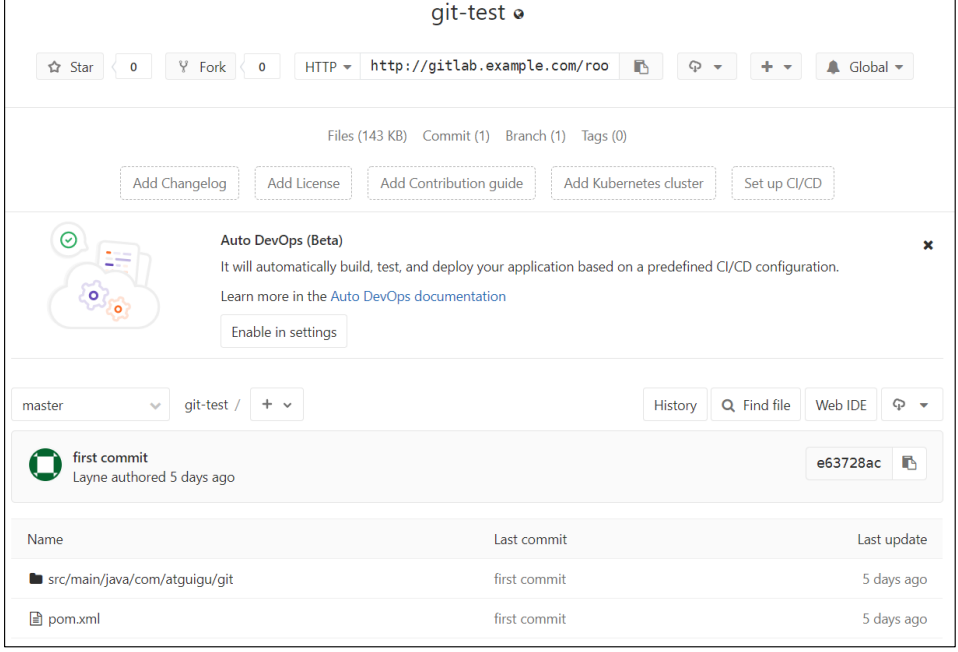 git-test
Star 0 Fork 0 HTTP http://gitlab.example.com/roo + Global
Files (143 KB) Commit (1) Branch (1) Tags (0)
Add Changelog Add License Add Contribution guide Add Kubernetes cluster Set up CI/CD
Auto DevOps (Beta)
It will automatically build, test, and deploy your application based on a predefined CI/CD configuration.
Learn more in the Auto DevOps documentation
Enable in settings
master git-test / + History Find file Web IDE
first commit
Layne authored 5 days ago
e63728ac
Name Last commit Last update
src/main/java/com/atguigu/git first commit 5 days ago
pom.xml first commit 5 days ago